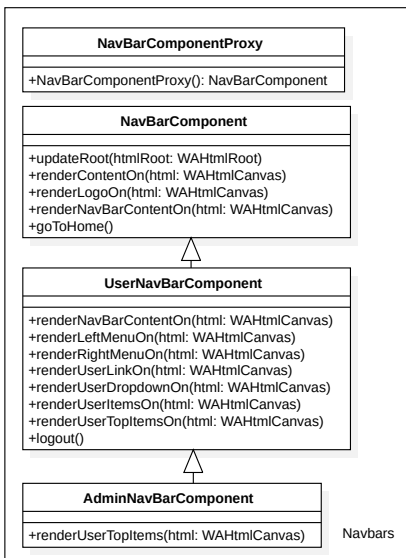 NavBarComponentProxy
+NavBarComponentProxy(): NavBarComponent
NavBarComponent
+updateRoot(htmlRoot: WAHtmlRoot)
+renderContentOn(html: WAHtmlCanvas)
+renderLogoOn(html: WAHtmlCanvas)
+renderNavBarContentOn(html: WAHtmlCanvas)
+goToHome()
UserNavBarComponent
+renderNavBarContentOn(html: WAHtmlCanvas)
+renderLeftMenuOn(html: WAHtmlCanvas)
+renderRightMenuOn(html: WAHtmlCanvas)
+renderUserLinkOn(html: WAHtmlCanvas)
+renderUserDropdownOn(html: WAHtmlCanvas)
+renderUserItemsOn(html: WAHtmlCanvas)
+renderUserTopItemsOn(html: WAHtmlCanvas)
+logout()
AdminNavBarComponent
+renderUserTopItems(html: WAHtmlCanvas)
Navbars